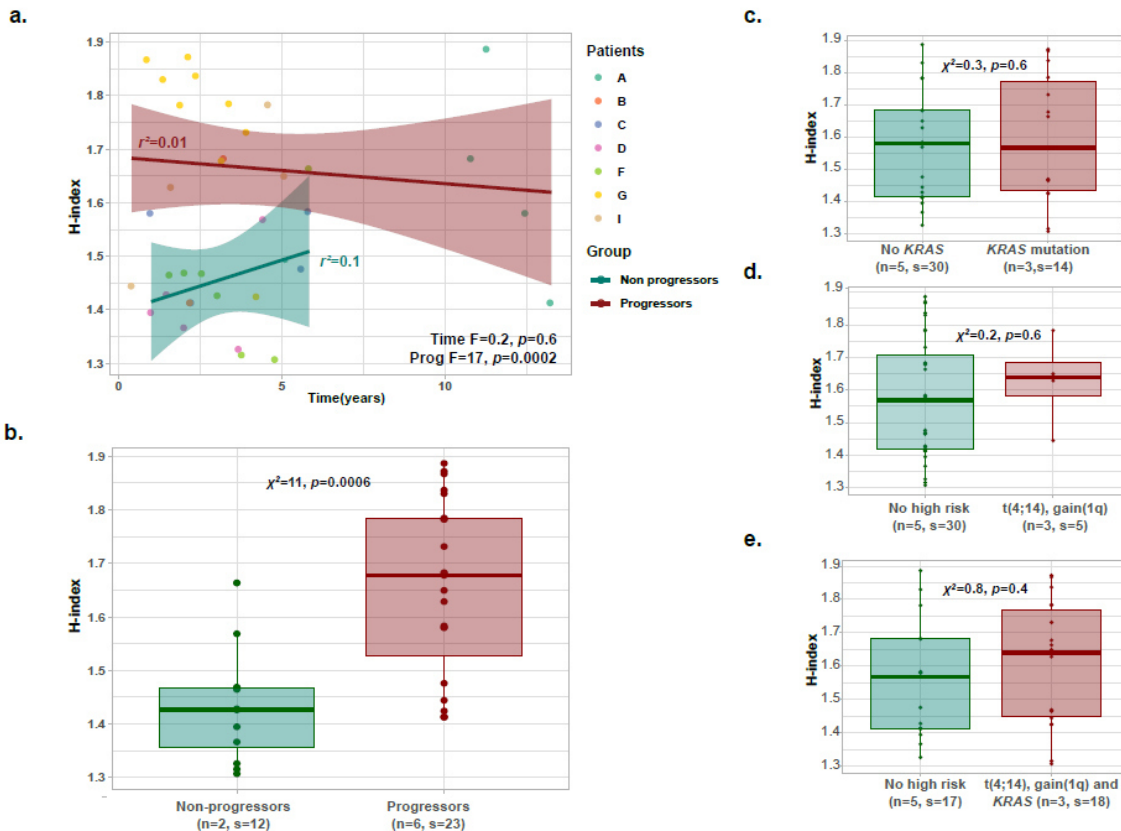 a.
1.9
1.8
1.7
1.6
1.5
1.4
1.3
H-index
r²=0.01
r²=0.1
Time F=0.2, p=0.6
Prog F=17, p=0.0002
0
5
10
Time(years)
Patients
A
B
C
D
F
G
I
Group
Non progressors
Progressors
b.
1.9
1.8
1.7
1.6
1.5
1.4
1.3
H-index
χ²=11, p=0.0006
Non-progressors
(n=2, s=12)
Progressors
(n=6, s=23)
c.
1.9
1.8
1.7
1.6
1.5
1.4
1.3
H-index
χ²=0.3, p=0.6
No KRAS
(n=5, s=30)
KRAS mutation
(n=3,s=14)
d.
1.9
1.8
1.7
1.6
1.5
1.4
1.3
H-index
χ²=0.2, p=0.6
No high risk
(n=5, s=30)
t(4;14), gain(1q)
(n=3, s=5)
e.
1.9
1.8
1.7
1.6
1.5
1.4
1.3
H-index
χ²=0.8, p=0.4
No high risk
(n=5, s=17)
t(4;14), gain(1q) and
KRAS (n=3, s=18)